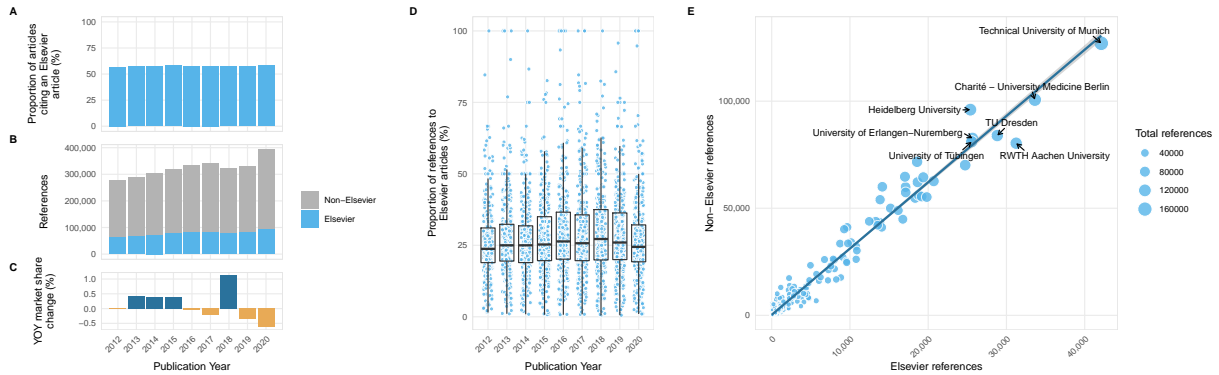 A
Proportion of articles
citing an Elsevier
article (%)
100
75
50
25
0
B
References
400,000
300,000
200,000
100,000
0
Non−Elsevier
Elsevier
C
YOY market share
change (%)
1.0
0.5
0.0
−0.5
2012
2013
2014
2015
2016
2017
2018
2019
2020
Publication Year
D
Proportion of references to
Elsevier articles (%)
100
75
50
25
0
2012
2013
2014
2015
2016
2017
2018
2019
2020
Publication Year
E
Non−Elsevier references
100,000
50,000
0
Technical University of Munich
Charité − University Medicine Berlin
Heidelberg University
TU Dresden
University of Erlangen−Nuremberg
University of Tübingen
RWTH Aachen University
0
10,000
20,000
30,000
40,000
Elsevier references
Total references
40000
80000
120000
160000